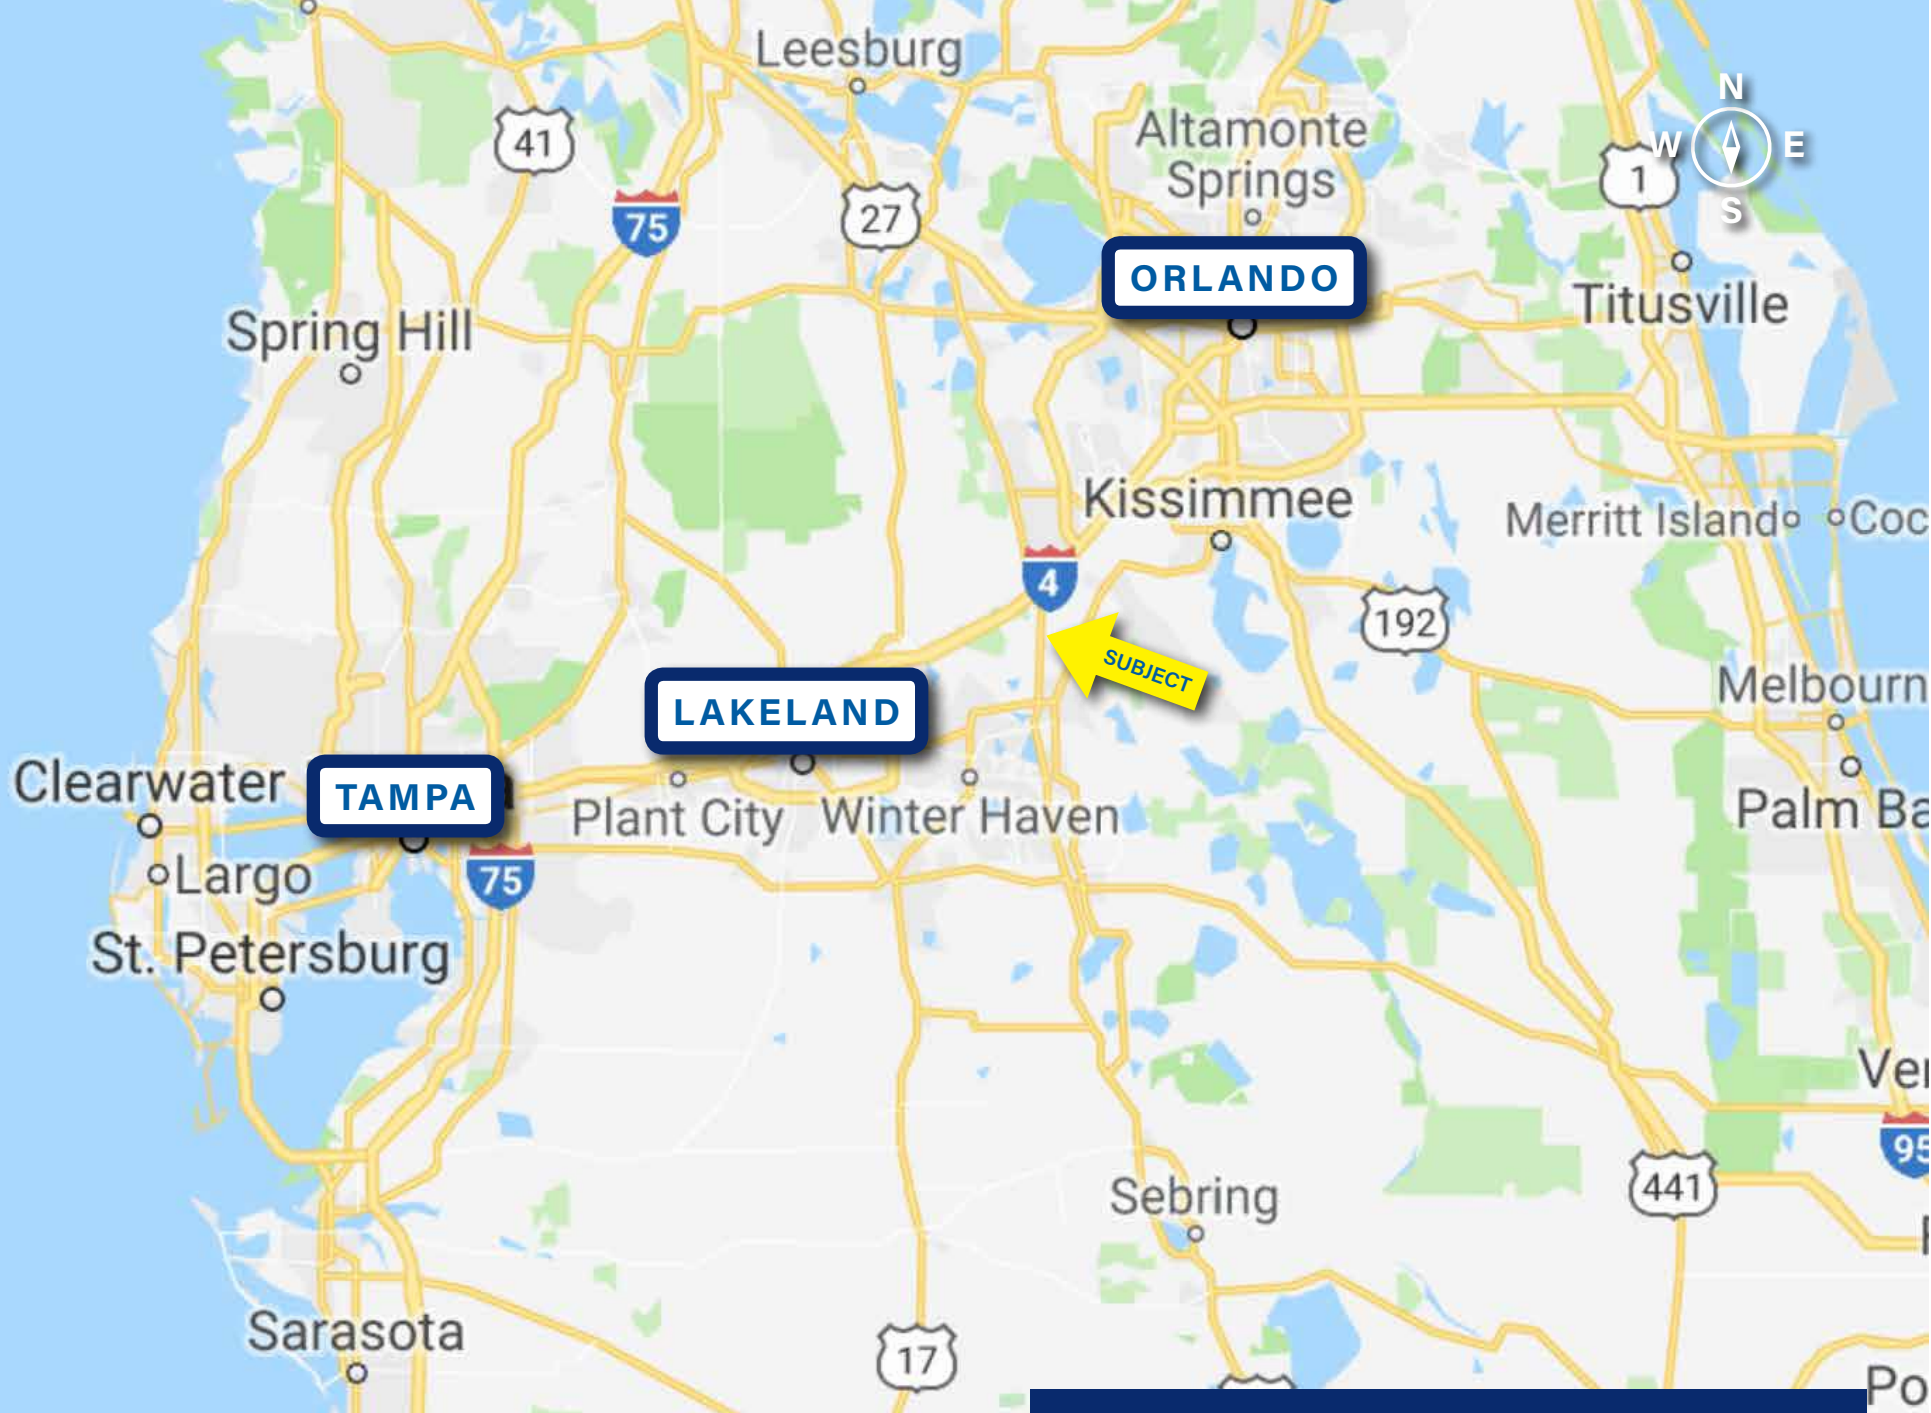 Leesburg
N
41
Altamonte
Springs
W
E
1
75
27
S
ORLANDO
Titusville
Spring Hill
Kissimmee
Merritt Island
Coc
4
192
SUBJECT
LAKELAND
Melbourn
Clearwater
TAMPA
Plant City
Winter Haven
Palm Ba
Largo
75
St. Petersburg
Ver
95
441
Sebring
Sarasota
17
Po